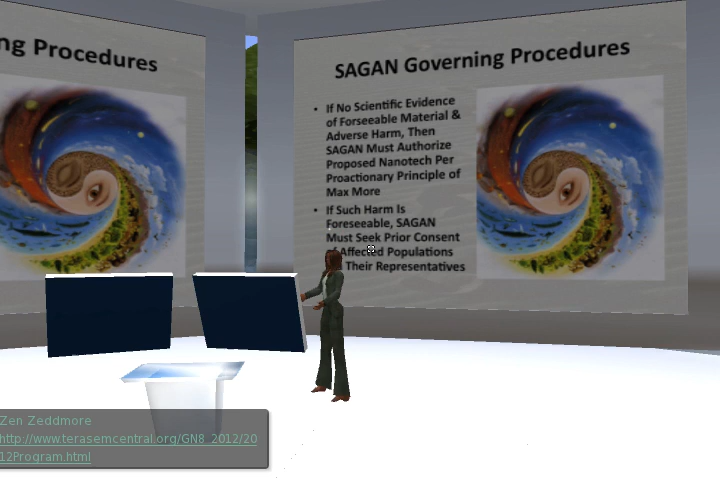 ng Procedures
SAGAN Governing Procedures
• If No Scientific Evidence
of Forseeable Material &
Adverse Harm, Then
SAGAN Must Authorize
Proposed Nanotech Per
Proactionary Principle of
Max More
• If Such Harm Is
Foreseeable, SAGAN
Must Seek Prior Consent
of Affected Populations
Their Representatives
Zen Zeddmore
http://www.terasemcentral.org/GN8_2012/20
12Program.html